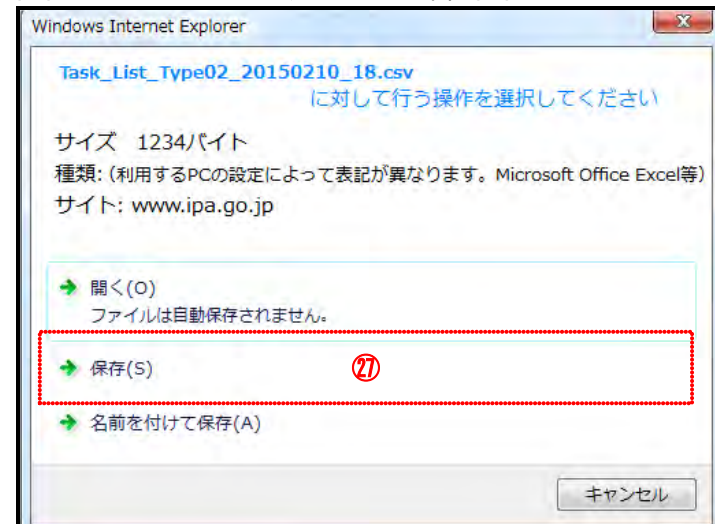 Windows Internet Explorer
Task_List_Type02_20150210_18.csv
に対して行う操作を選択してください
サイズ 1234バイト
種類:(利用するPCの設定によって表記が異なります。Microsoft Office Excel等)
サイト: www.ipa.go.jp
開く(O)
ファイルは自動保存されません。
保存(S) ㉗
名前を付けて保存(A)
キャンセル